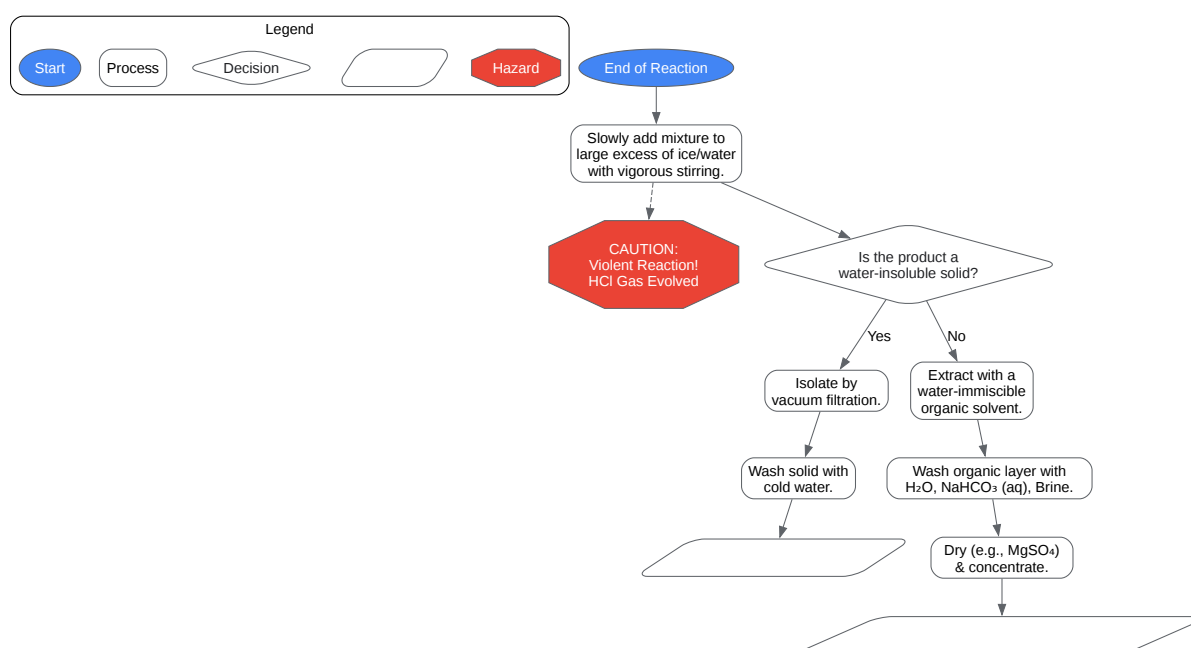 Legend
Start
Process
Decision
Hazard
End of Reaction
Slowly add mixture to
large excess of ice/water
with vigorous stirring.
CAUTION:
Violent Reaction!
HCl Gas Evolved
Is the product a
water-insoluble solid?
Yes
No
Isolate by
vacuum filtration.
Extract with a
water-immiscible
organic solvent.
Wash solid with
cold water.
Wash organic layer with
H₂O, NaHCO₃ (aq), Brine.
Dry (e.g., MgSO₄)
& concentrate.